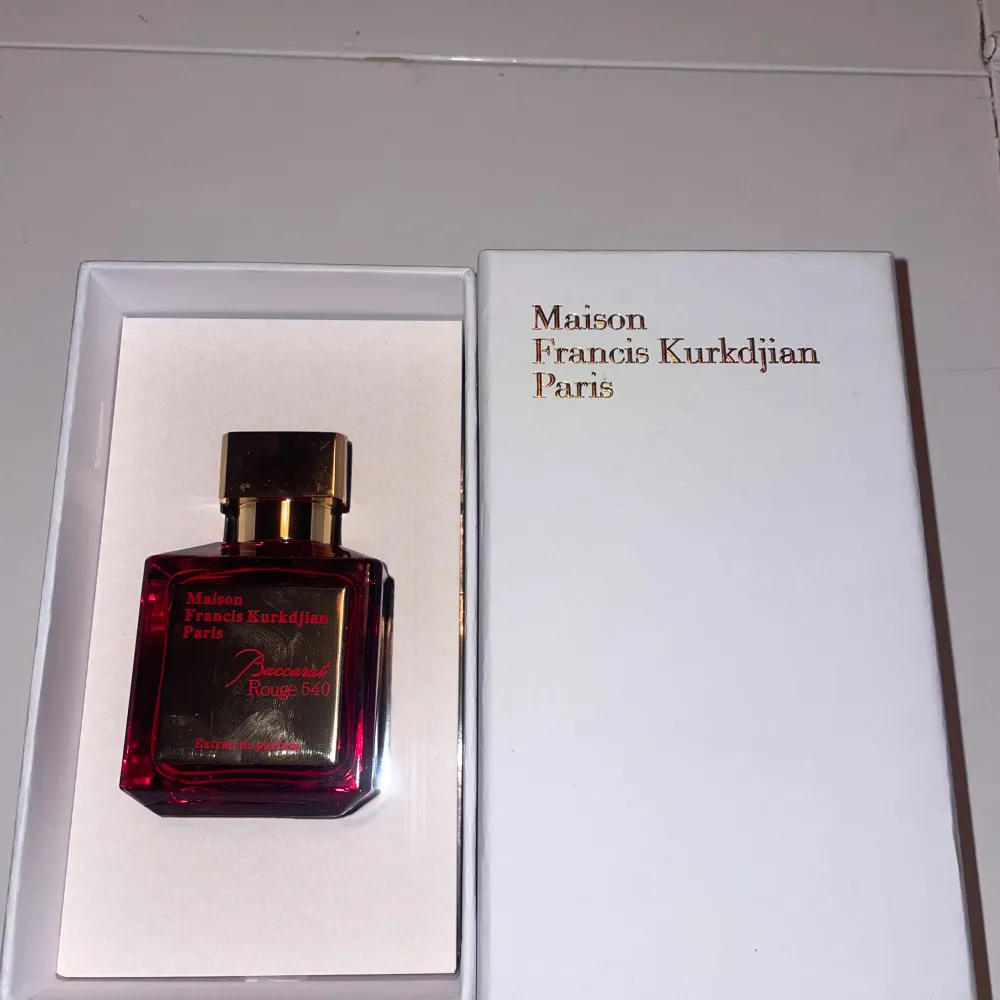 Maison
Francis Kurkdjian
Paris
Baccarat
Rouge 540
Extrait de parfum
Maison
Francis Kurkdjian
Paris